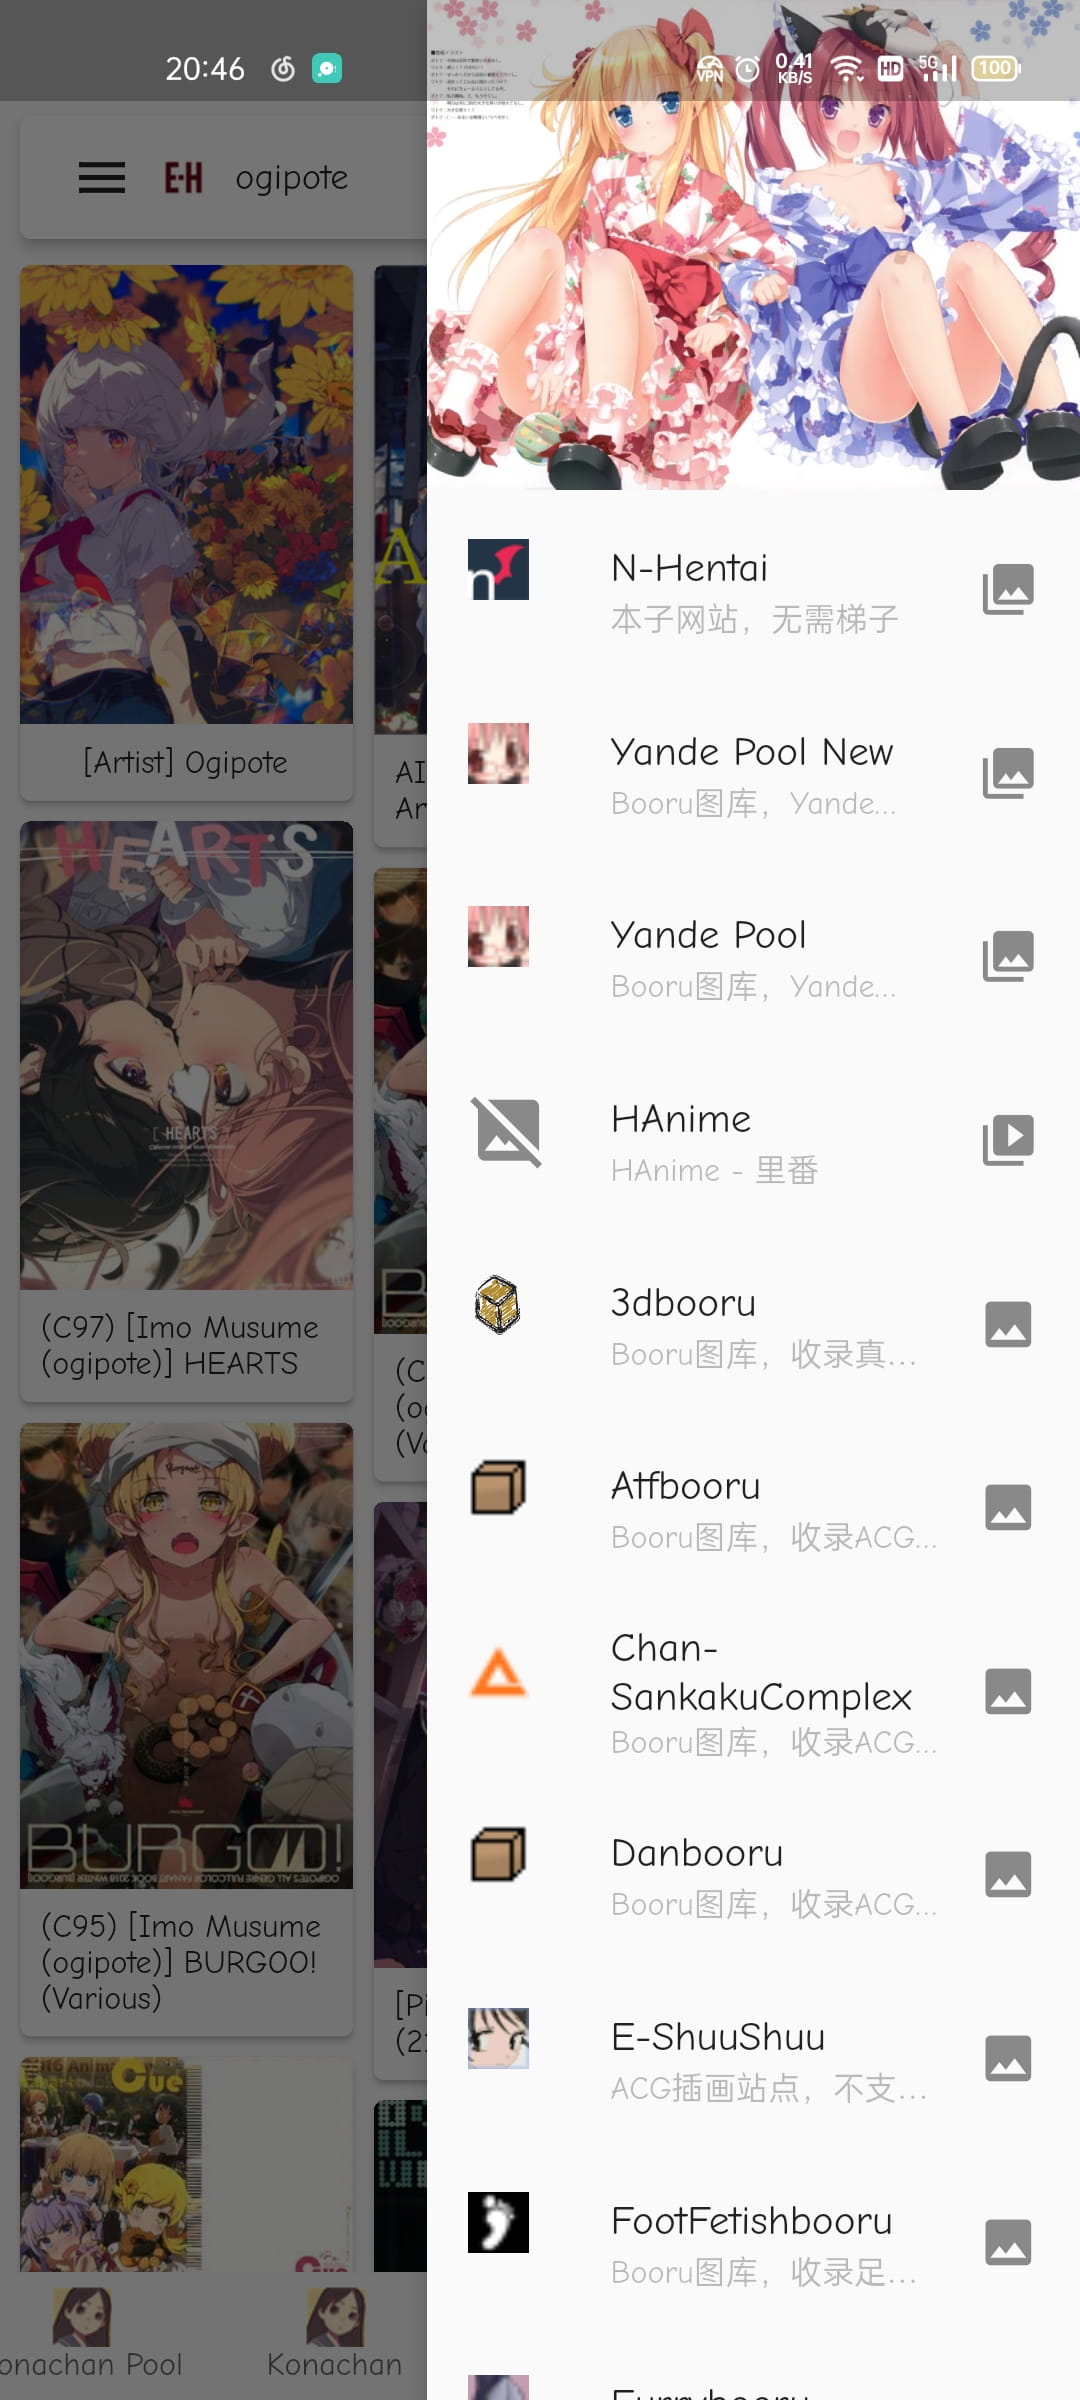 20:46
VPN
0.41
KB/S
HD
5G
100
E-H
ogipote
[Artist] Ogipote
HEARTS
[ HEARTS ]
(C97) [Imo Musume
(ogipote)] HEARTS
BURGOO!
(C95) [Imo Musume
(ogipote)] BURGOO!
(Various)
Cue
onachan Pool
Konachan
N-Hentai
本子网站，无需梯子
Yande Pool New
Booru图库，Yande...
Yande Pool
Booru图库，Yande...
HAnime
HAnime - 里番
3dbooru
Booru图库，收录真...
Atfbooru
Booru图库，收录ACG...
Chan-
SankakuComplex
Booru图库，收录ACG...
Danbooru
Booru图库，收录ACG...
E-ShuuShuu
ACG插画站点，不支...
FootFetishbooru
Booru图库，收录足...
Furrybooru